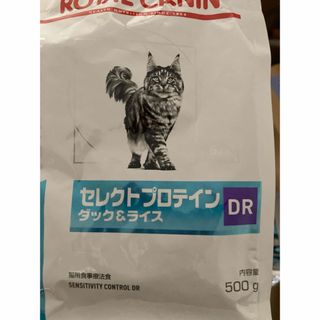 ROYAL CANIN
セレクトプロテイン
ダック&ライス
DR
猫用食事療法食
SENSITIVITY CONTROL DR
内容量
500 g